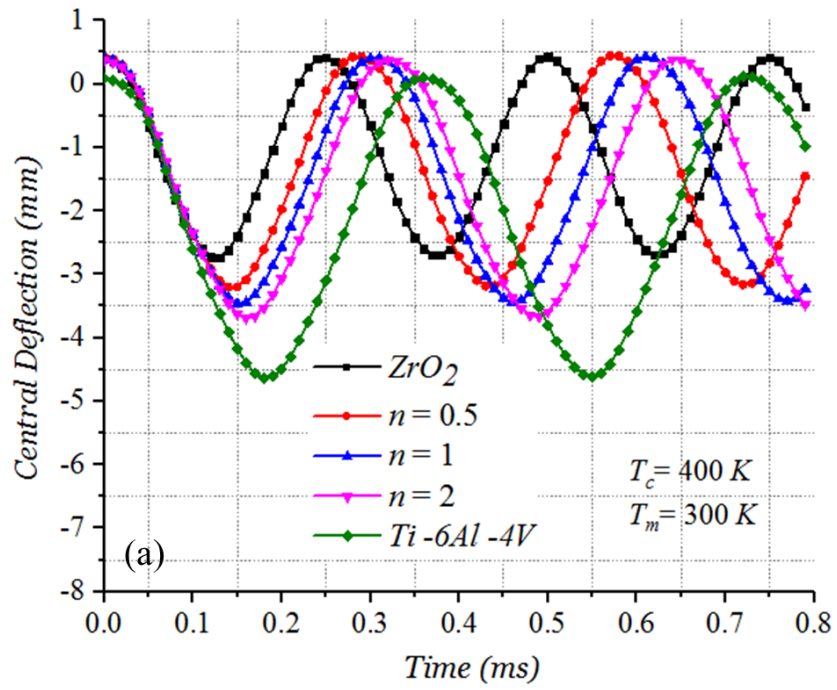 1
0
-1
-2
-3
-4
-5
-6
-7
-8
Central Deflection (mm)
ZrO2
n = 0.5
n = 1
n = 2
Ti -6Al -4V
Tc= 400 K
Tm= 300 K
(a)
0.0 0.1 0.2 0.3 0.4 0.5 0.6 0.7 0.8
Time (ms)